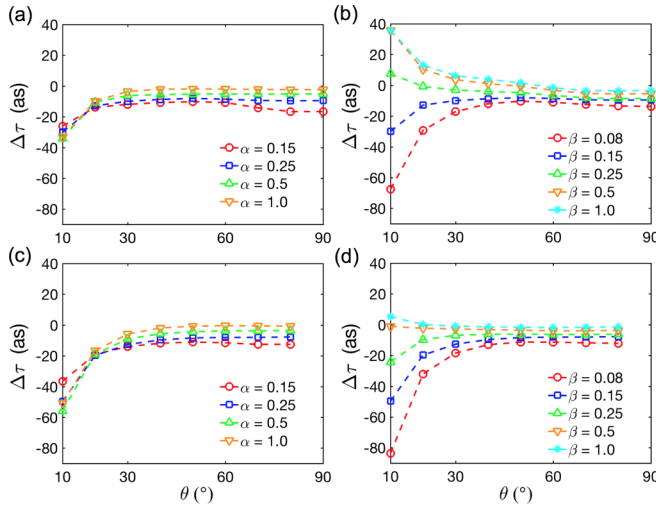 (a)
40
20
0
-20
-40
-60
-80
Δτ (as)
10 30 60 90
α = 0.15
α = 0.25
α = 0.5
α = 1.0
(b)
40
20
0
-20
-40
-60
-80
Δτ (as)
10 30 60 90
β = 0.08
β = 0.15
β = 0.25
β = 0.5
β = 1.0
(c)
40
20
0
-20
-40
-60
-80
Δτ (as)
10 30 60 90
θ (°)
α = 0.15
α = 0.25
α = 0.5
α = 1.0
(d)
40
20
0
-20
-40
-60
-80
Δτ (as)
10 30 60 90
θ (°)
β = 0.08
β = 0.15
β = 0.25
β = 0.5
β = 1.0